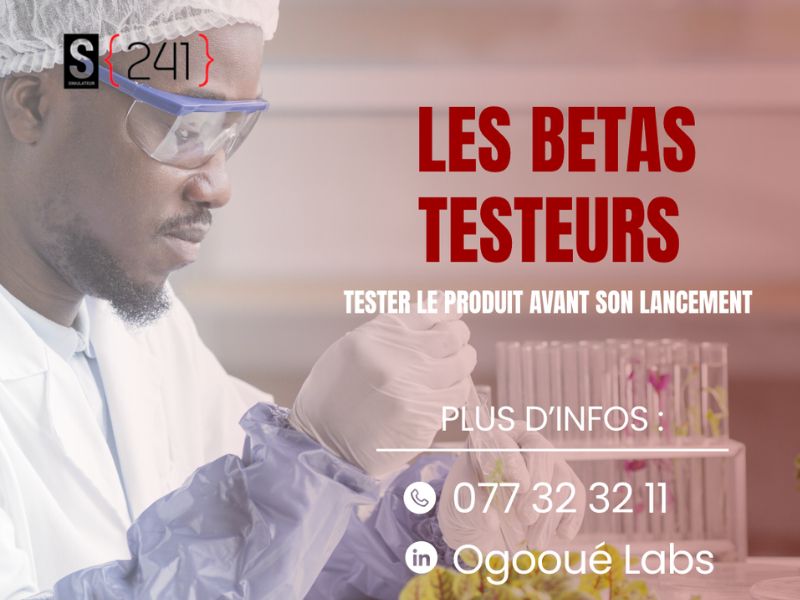 S {241}
SIMULATEUR
LES BETAS
TESTEURS
TESTER LE PRODUIT AVANT SON LANCEMENT
PLUS D'INFOS :
077 32 32 11
in Ogooué Labs